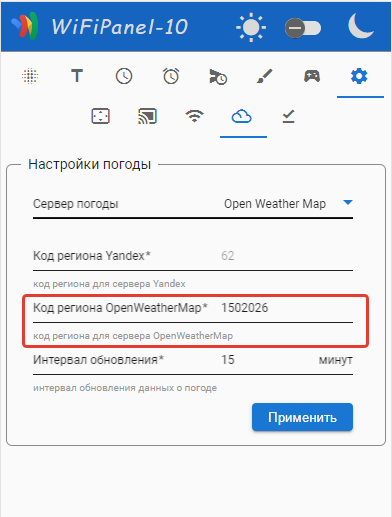 WiFiPanel-10
T
Настройки погоды
Сервер погоды Open Weather Map
Код региона Yandex* 62
код региона для сервера Yandex
Код региона OpenWeatherMap* 1502026
код региона для сервера OpenWeatherMap
Интервал обновления* 15 минут
интервал обновления данных о погоде
Применить